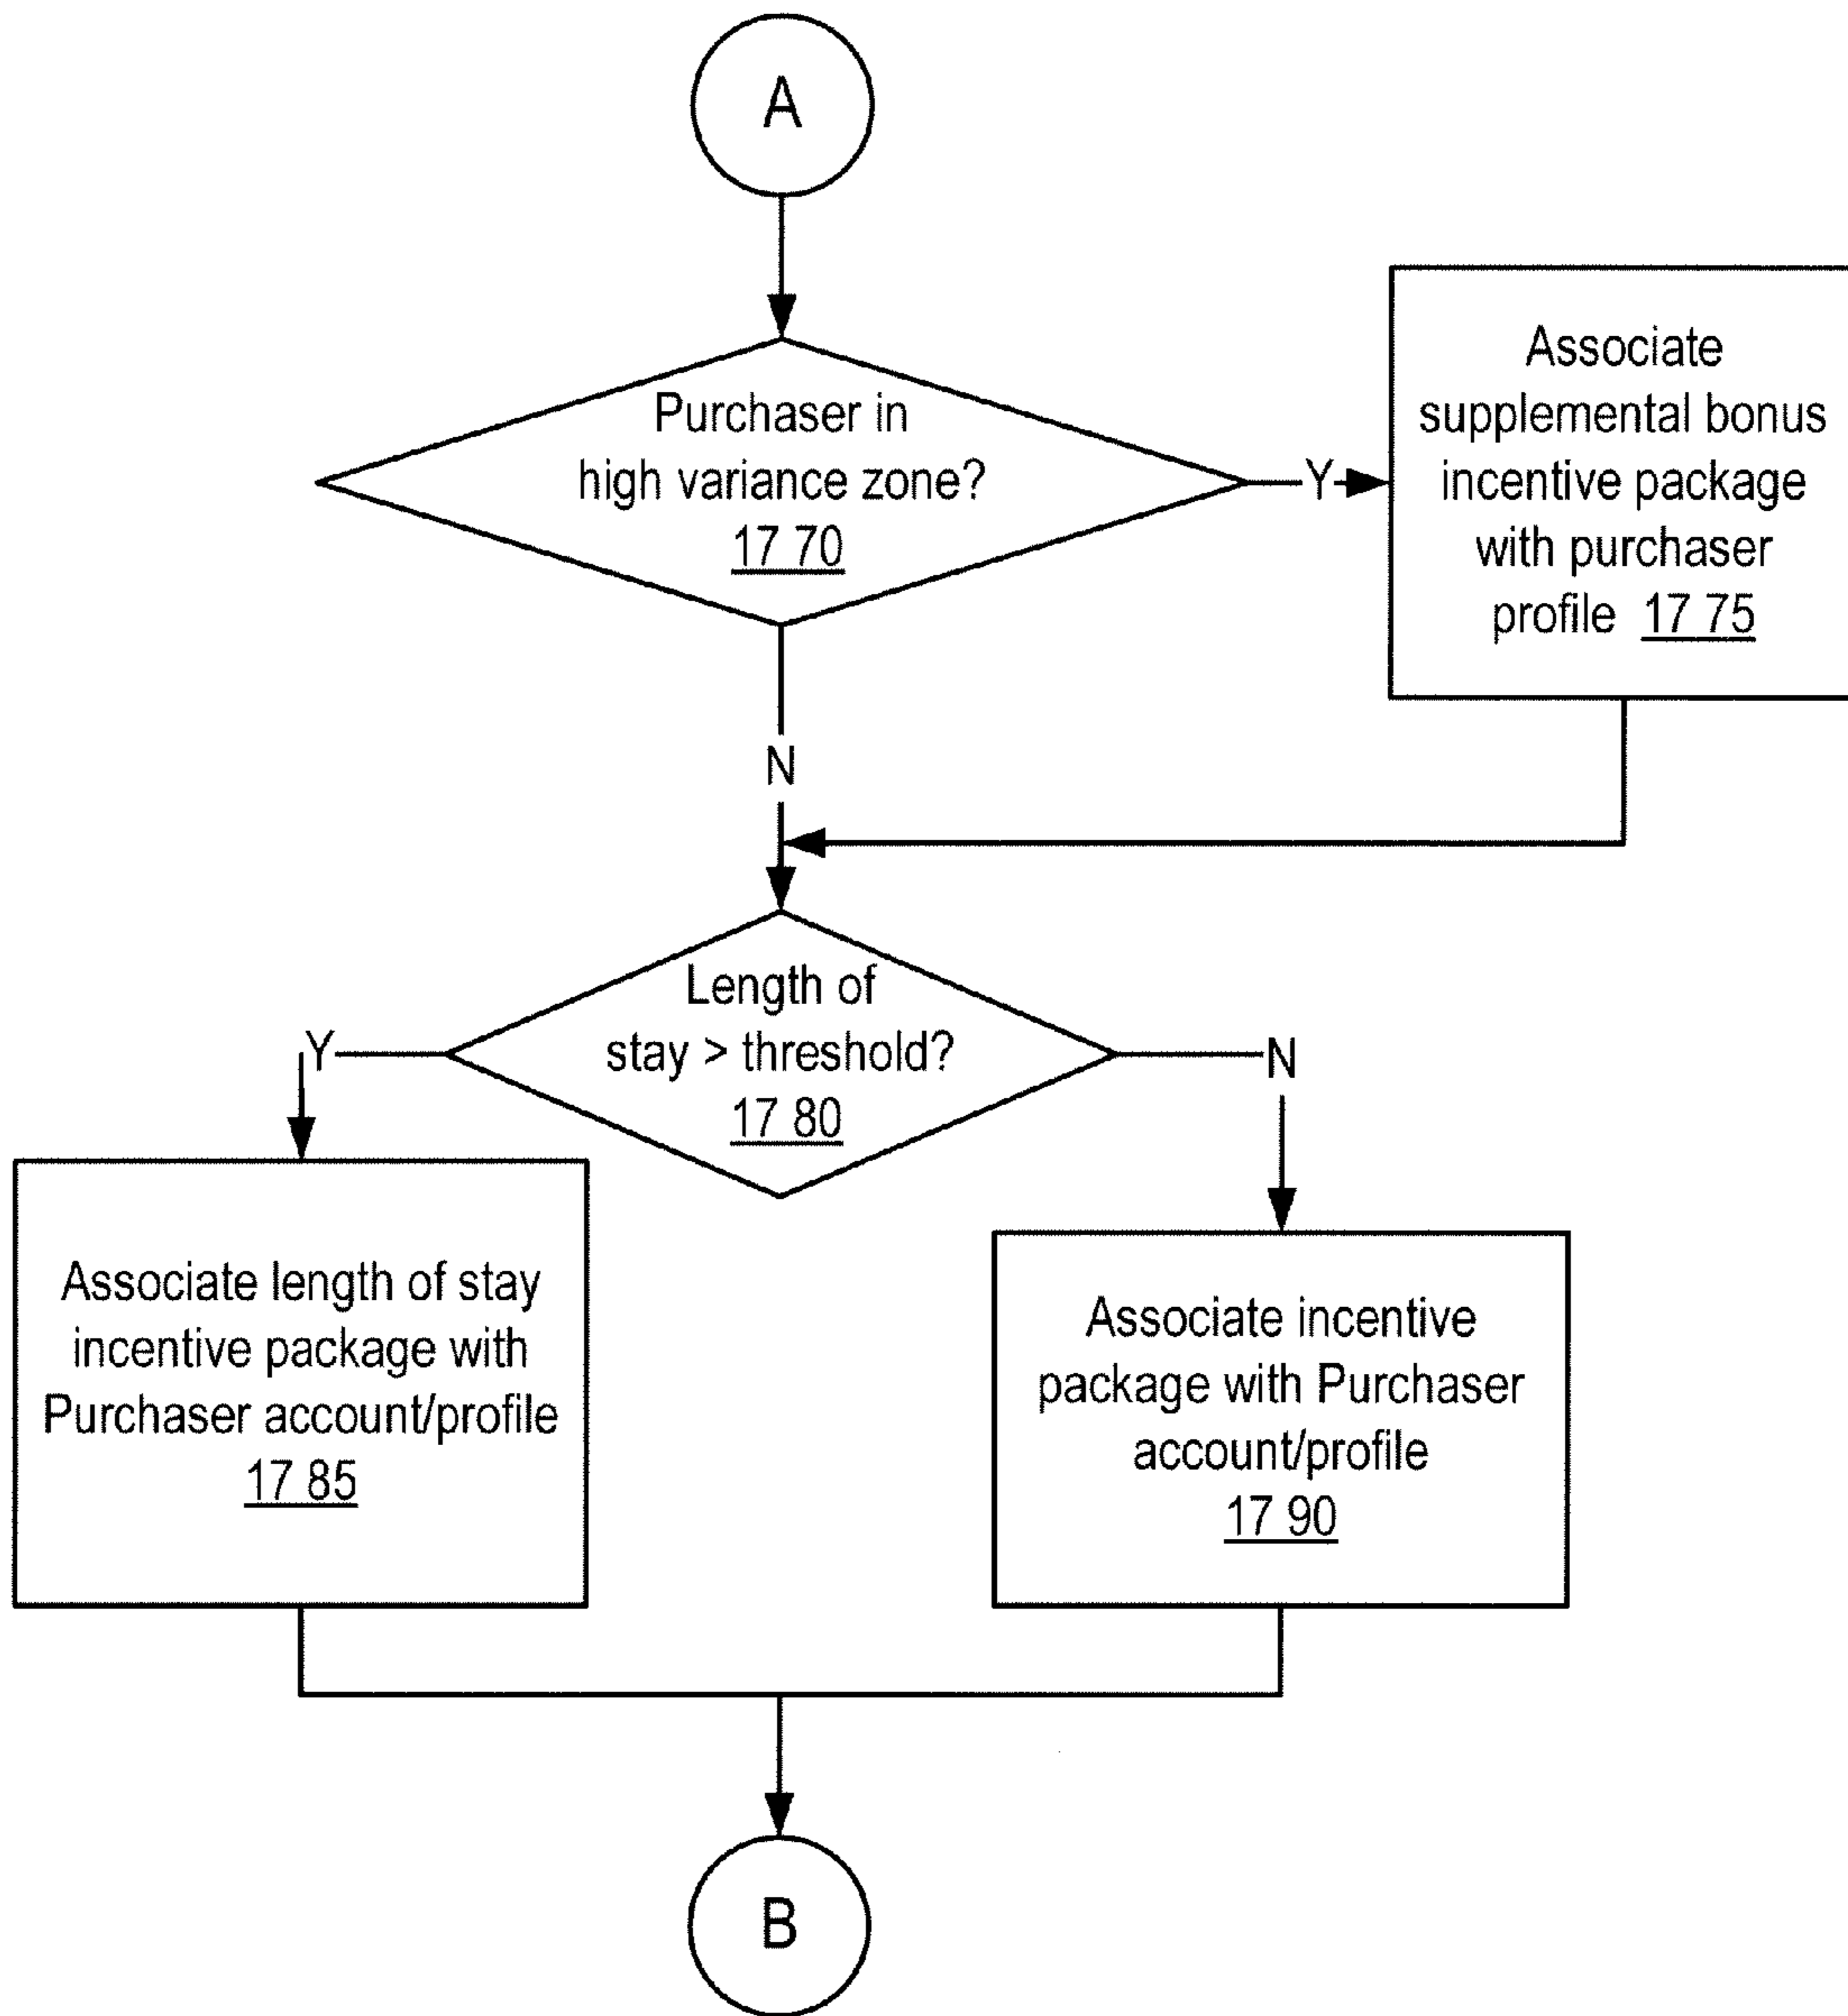 A
Purchaser in
high variance zone?
17 70
Y
Associate
supplemental bonus
incentive package
with purchaser
profile 17 75
N
Length of
stay > threshold?
17 80
Y
N
Associate length of stay
incentive package with
Purchaser account/profile
17 85
Associate incentive
package with Purchaser
account/profile
17 90
B